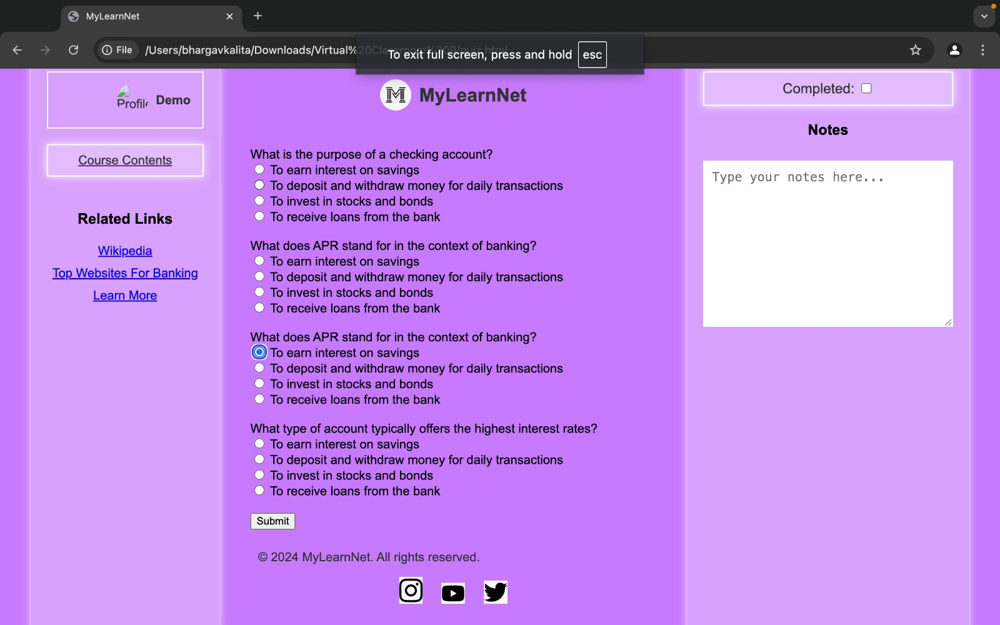 MyLearnNet
File
/Users/bhargavkalita/Downloads/Virtual%20Classroom%209/quiz.html
To exit full screen, press and hold esc
Profile
Demo
Course Contents
Related Links
Wikipedia
Top Websites For Banking
Learn More
M
MyLearnNet
What is the purpose of a checking account?
To earn interest on savings
To deposit and withdraw money for daily transactions
To invest in stocks and bonds
To receive loans from the bank
What does APR stand for in the context of banking?
To earn interest on savings
To deposit and withdraw money for daily transactions
To invest in stocks and bonds
To receive loans from the bank
What does APR stand for in the context of banking?
To earn interest on savings
To deposit and withdraw money for daily transactions
To invest in stocks and bonds
To receive loans from the bank
What type of account typically offers the highest interest rates?
To earn interest on savings
To deposit and withdraw money for daily transactions
To invest in stocks and bonds
To receive loans from the bank
Submit
© 2024 MyLearnNet. All rights reserved.
Completed:
Notes
Type your notes here...